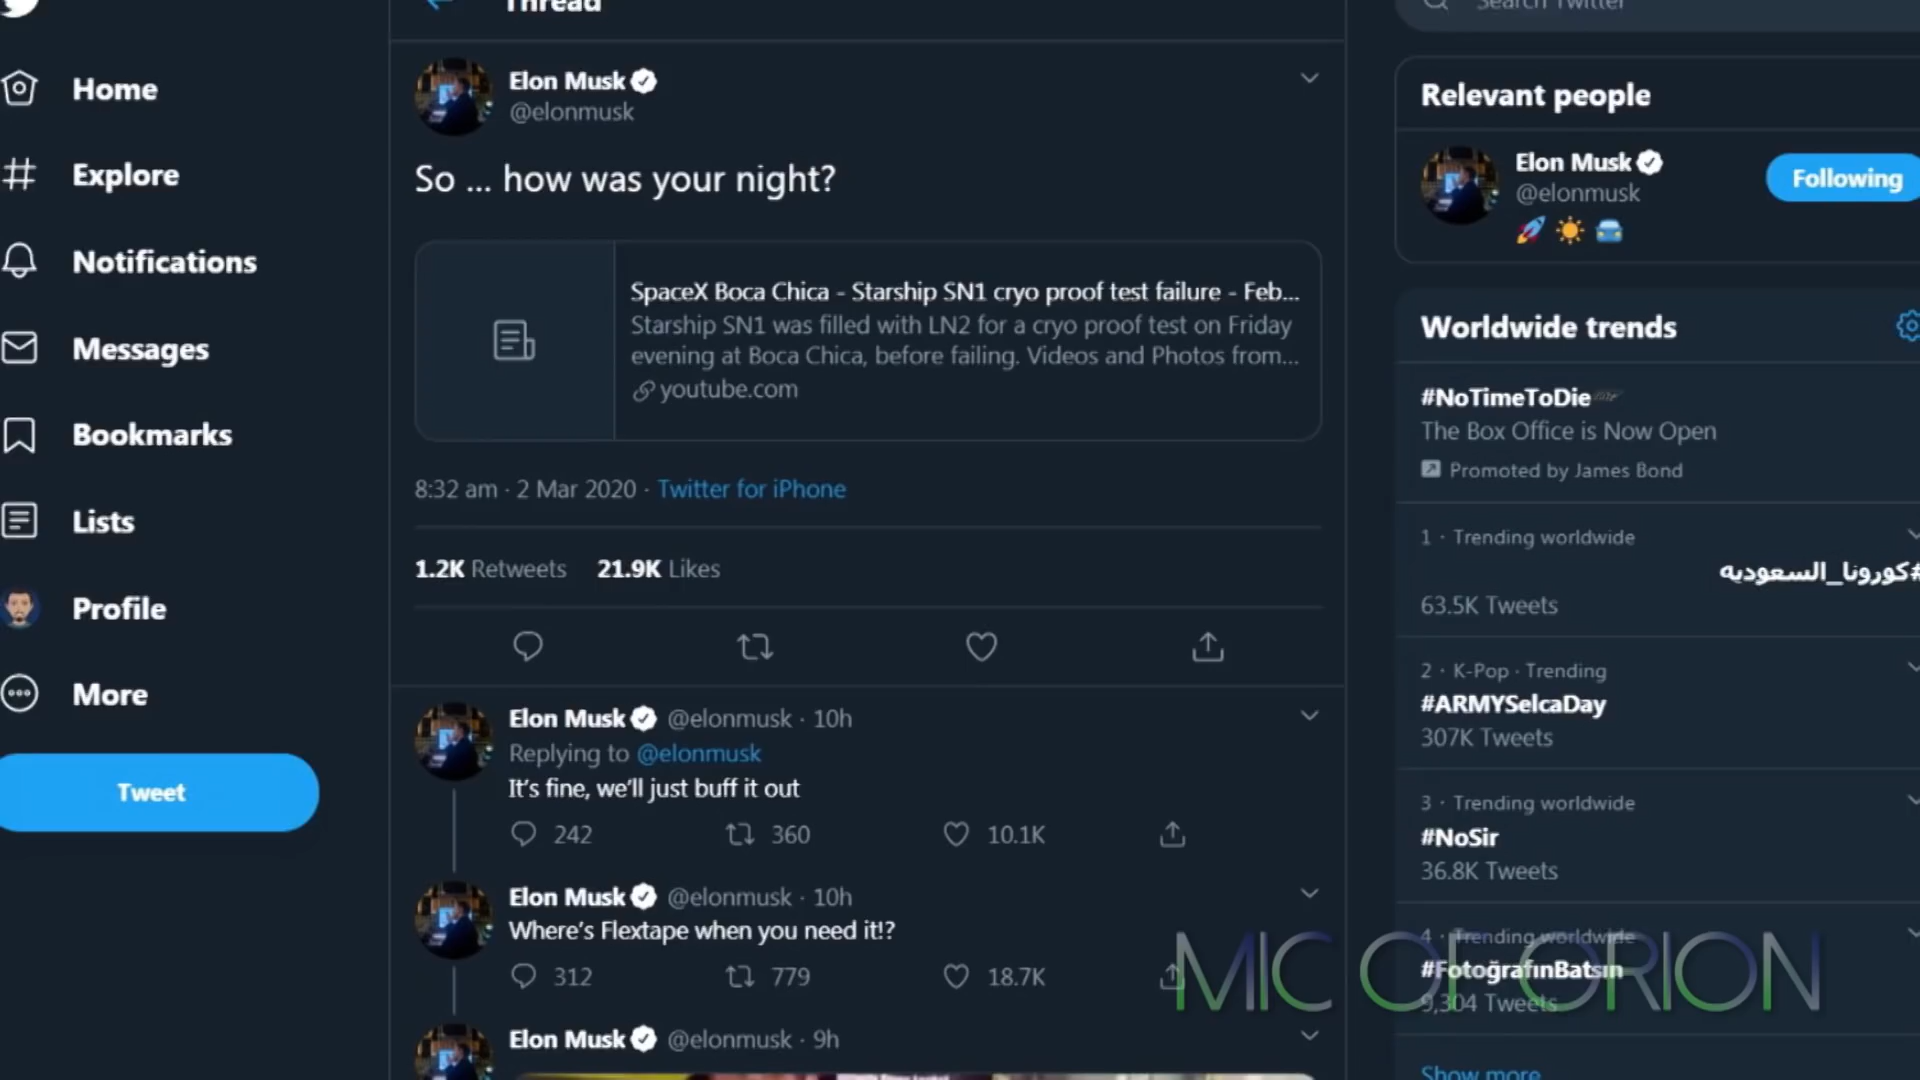 Thread
Search Twitter
Home
Explore
Notifications
Messages
Bookmarks
Lists
Profile
More
Tweet
Elon Musk
@elonmusk
So ... how was your night?
SpaceX Boca Chica - Starship SN1 cryo proof test failure - Feb...
Starship SN1 was filled with LN2 for a cryo proof test on Friday
evening at Boca Chica, before failing. Videos and Photos from...
youtube.com
8:32 am · 2 Mar 2020 · Twitter for iPhone
1.2K Retweets 21.9K Likes
Elon Musk @elonmusk · 10h
Replying to @elonmusk
It's fine, we'll just buff it out
242 360 10.1K
Elon Musk @elonmusk · 10h
Where's Flextape when you need it!?
312 779 18.7K
Elon Musk @elonmusk · 9h
Relevant people
Elon Musk
@elonmusk
Following
Worldwide trends
#NoTimeToDie
The Box Office is Now Open
Promoted by James Bond
1 · Trending worldwide
#كورونا_السعوديه
63.5K Tweets
2 · K-Pop · Trending
#ARMYSelcaDay
307K Tweets
3 · Trending worldwide
#NoSir
36.8K Tweets
4 · Trending worldwide
#FotoğrafınBatsın
9,304 Tweets
Show more
MIC OF ORION